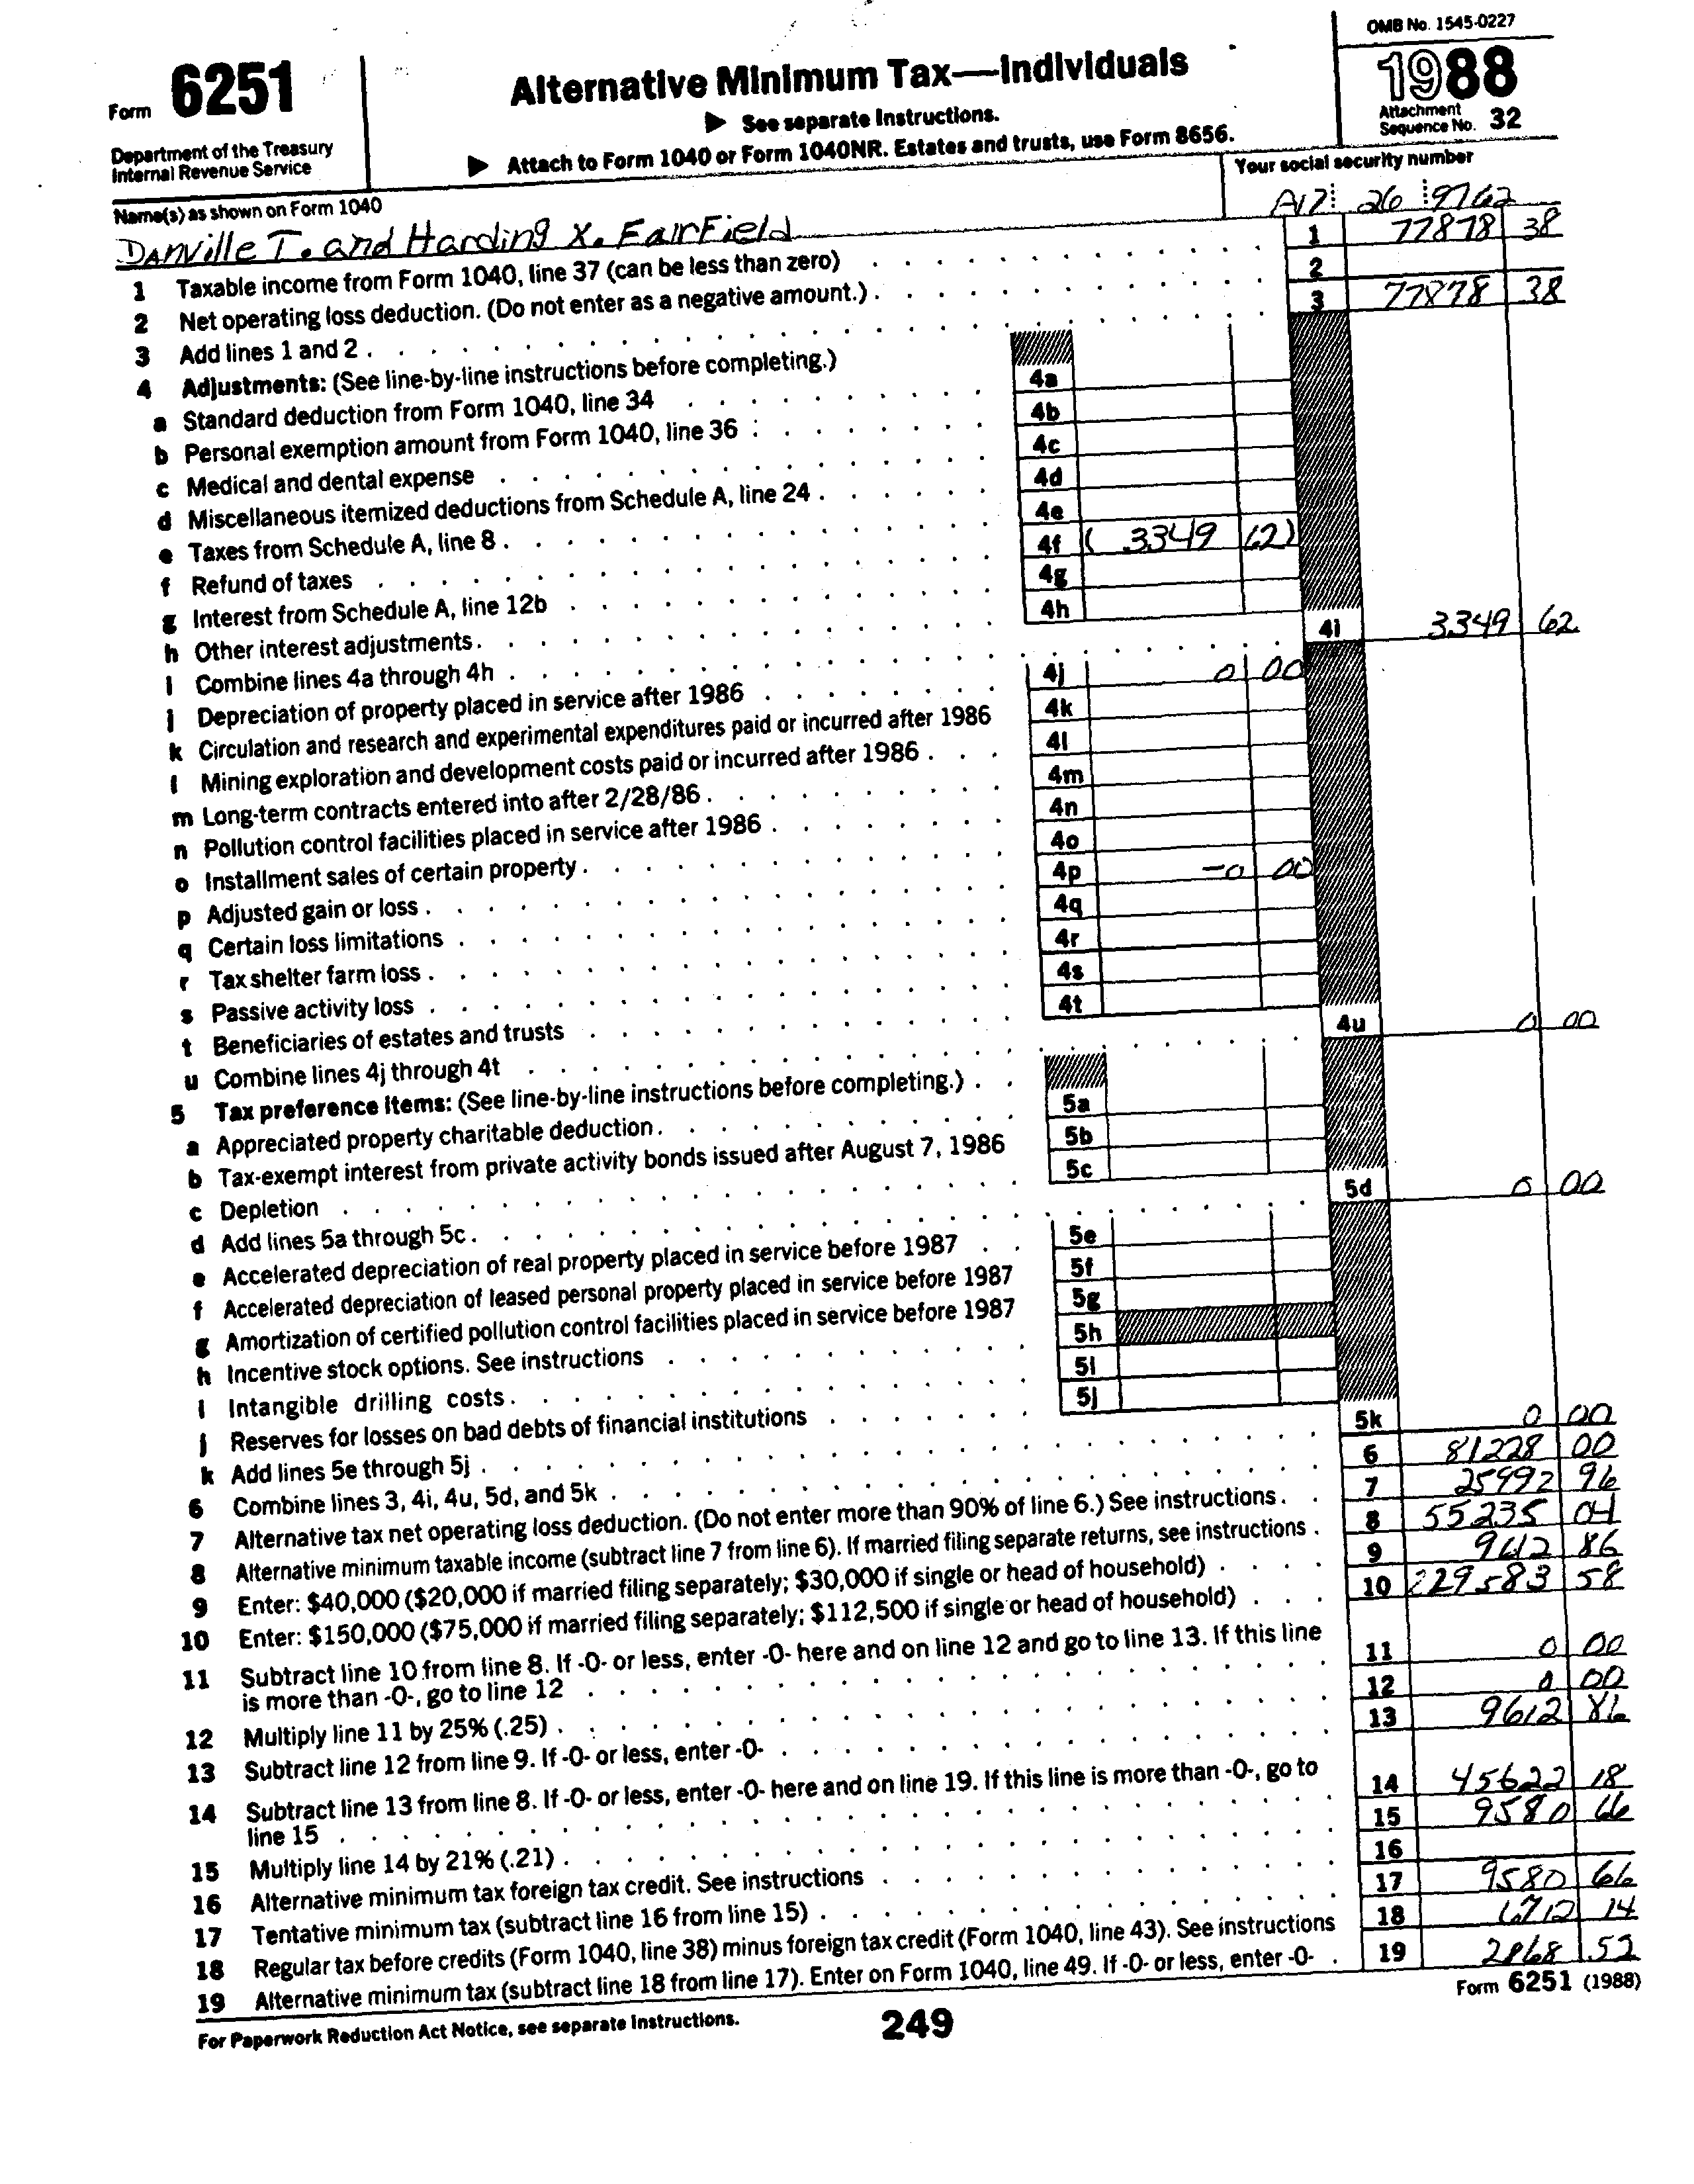 OMB No. 1545-0227
Form 6251
Alternative Minimum Tax—Individuals
1988
▶ See separate Instructions.
Attachment
Sequence No. 32
Department of the Treasury
Internal Revenue Service
▶ Attach to Form 1040 or Form 1040NR. Estates and trusts, use Form 8656.
Your social security number
Name(s) as shown on Form 1040
26 9762
Danville T. and Harding X. Fairfield
1 Taxable income from Form 1040, line 37 (can be less than zero) 1 77878 38
2 Net operating loss deduction. (Do not enter as a negative amount.) 2
3 Add lines 1 and 2 3 77878 38
4 Adjustments: (See line-by-line instructions before completing.)
a Standard deduction from Form 1040, line 34 4a
b Personal exemption amount from Form 1040, line 36 4b
c Medical and dental expense 4c
d Miscellaneous itemized deductions from Schedule A, line 24 4d
e Taxes from Schedule A, line 8 4e
f Refund of taxes 4f ( 3349 62)
g Interest from Schedule A, line 12b 4g
h Other interest adjustments 4h
i Combine lines 4a through 4h 4i 3349 62
j Depreciation of property placed in service after 1986 4j 0 00
k Circulation and research and experimental expenditures paid or incurred after 1986 4k
l Mining exploration and development costs paid or incurred after 1986 4l
m Long-term contracts entered into after 2/28/86 4m
n Pollution control facilities placed in service after 1986 4n
o Installment sales of certain property 4o
p Adjusted gain or loss 4p -0 00
q Certain loss limitations 4q
r Tax shelter farm loss 4r
s Passive activity loss 4s
t Beneficiaries of estates and trusts 4t
u Combine lines 4j through 4t 4u 0 00
5 Tax preference items: (See line-by-line instructions before completing.)
a Appreciated property charitable deduction 5a
b Tax-exempt interest from private activity bonds issued after August 7, 1986 5b
c Depletion 5c
d Add lines 5a through 5c 5d 0 00
e Accelerated depreciation of real property placed in service before 1987 5e
f Accelerated depreciation of leased personal property placed in service before 1987 5f
g Amortization of certified pollution control facilities placed in service before 1987 5g
h Incentive stock options. See instructions 5h
i Intangible drilling costs 5i
j Reserves for losses on bad debts of financial institutions 5j
k Add lines 5e through 5j 5k 0 00
6 Combine lines 3, 4i, 4u, 5d, and 5k 6 81228 00
7 Alternative tax net operating loss deduction. (Do not enter more than 90% of line 6.) See instructions. 7 25992 96
8 Alternative minimum taxable income (subtract line 7 from line 6). If married filing separate returns, see instructions 8 55235 04
9 Enter: $40,000 ($20,000 if married filing separately; $30,000 if single or head of household) 9 9612 86
10 Enter: $150,000 ($75,000 if married filing separately; $112,500 if single or head of household) 10 229583 58
11 Subtract line 10 from line 8. If -0- or less, enter -0- here and on line 12 and go to line 13. If this line
is more than -0-, go to line 12 11 0 00
12 Multiply line 11 by 25% (.25) 12 0 00
13 Subtract line 12 from line 9. If -0- or less, enter -0- 13 9612 86
14 Subtract line 13 from line 8. If -0- or less, enter -0- here and on line 19. If this line is more than -0-, go to
line 15 14 45622 18
15 Multiply line 14 by 21% (.21) 15 9580 66
16 Alternative minimum tax foreign tax credit. See instructions 16
17 Tentative minimum tax (subtract line 16 from line 15) 17 9580 66
18 Regular tax before credits (Form 1040, line 38) minus foreign tax credit (Form 1040, line 43). See instructions 18 6712 14
19 Alternative minimum tax (subtract line 18 from line 17). Enter on Form 1040, line 49. If -0- or less, enter -0- 19 2868 52
For Paperwork Reduction Act Notice, see separate Instructions.
249
Form 6251 (1988)